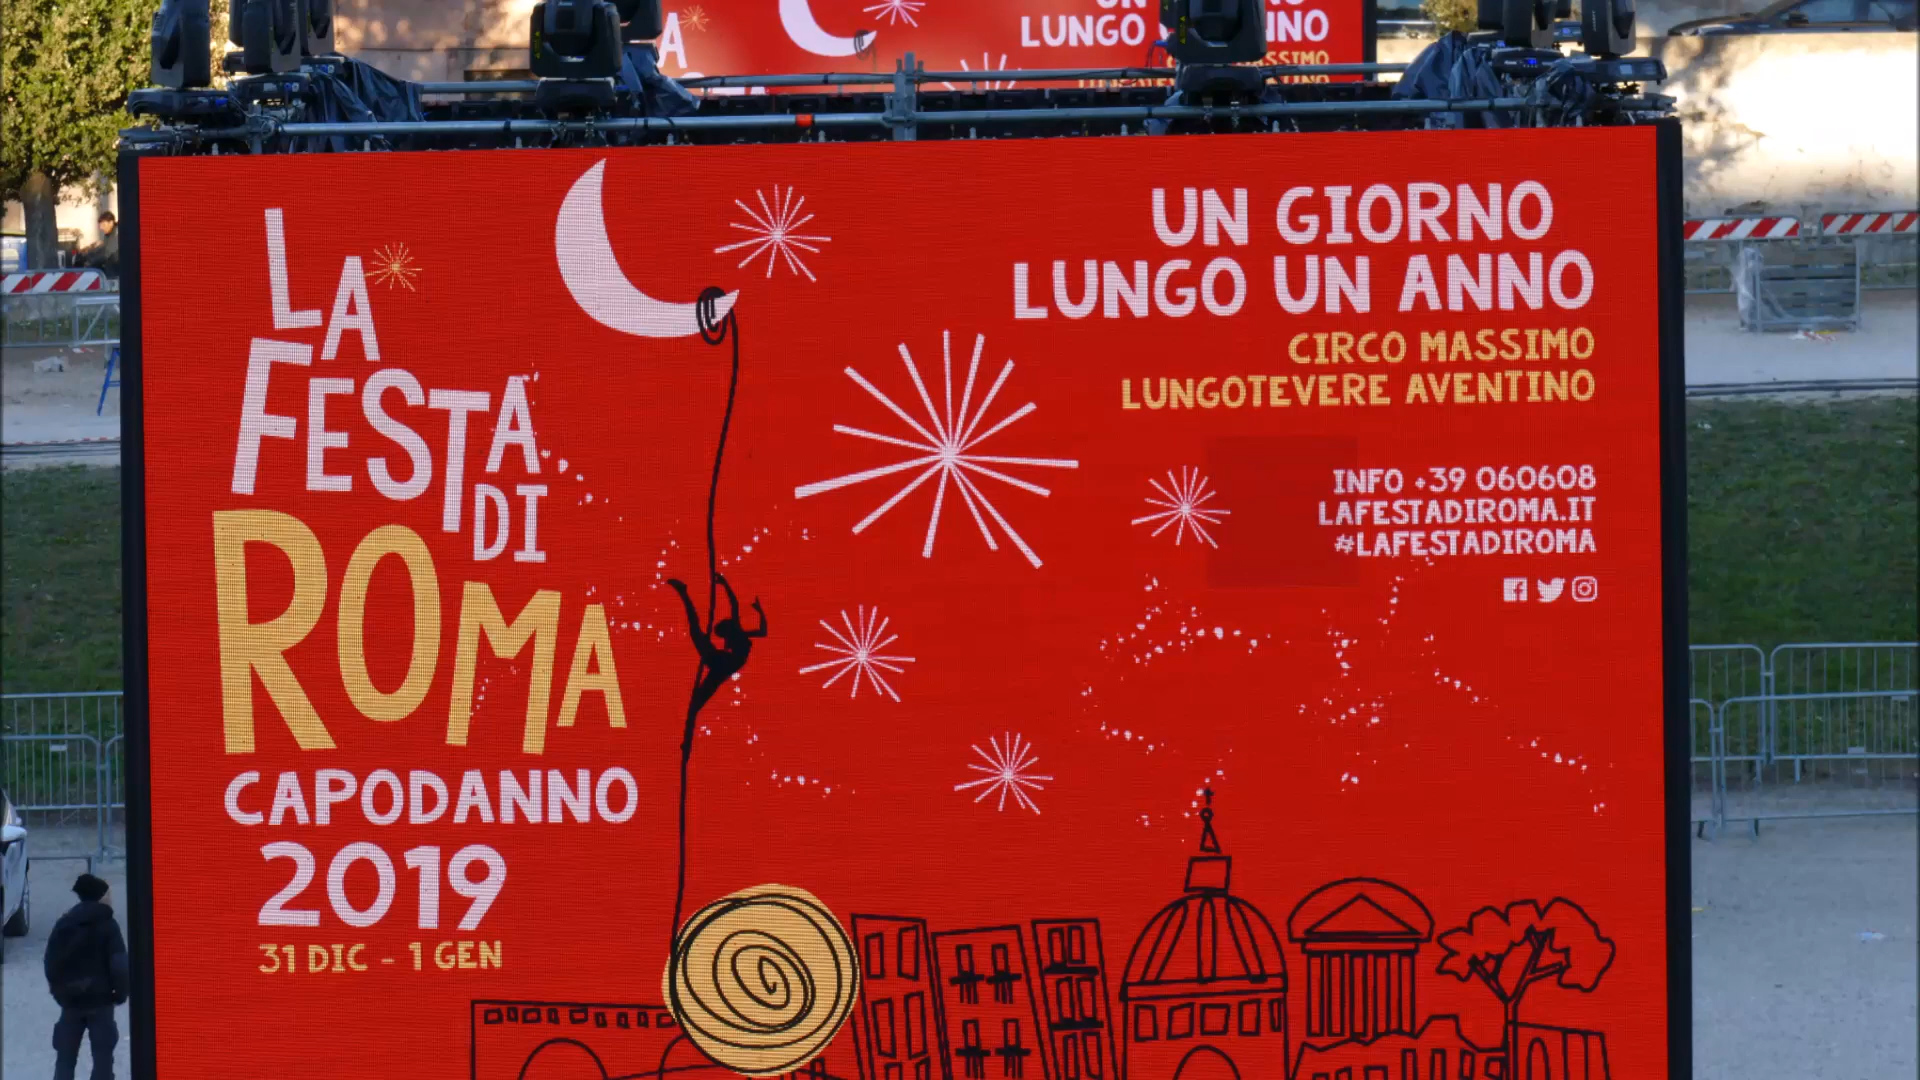 LUNGO
NNO
LA
FESTA
DI
ROMA
CAPODANNO
2019
31 DIC - 1 GEN
UN GIORNO
LUNGO UN ANNO
CIRCO MASSIMO
LUNGOTEVERE AVENTINO
INFO +39 060608
LAFESTADIROMA.IT
#LAFESTADIROMA